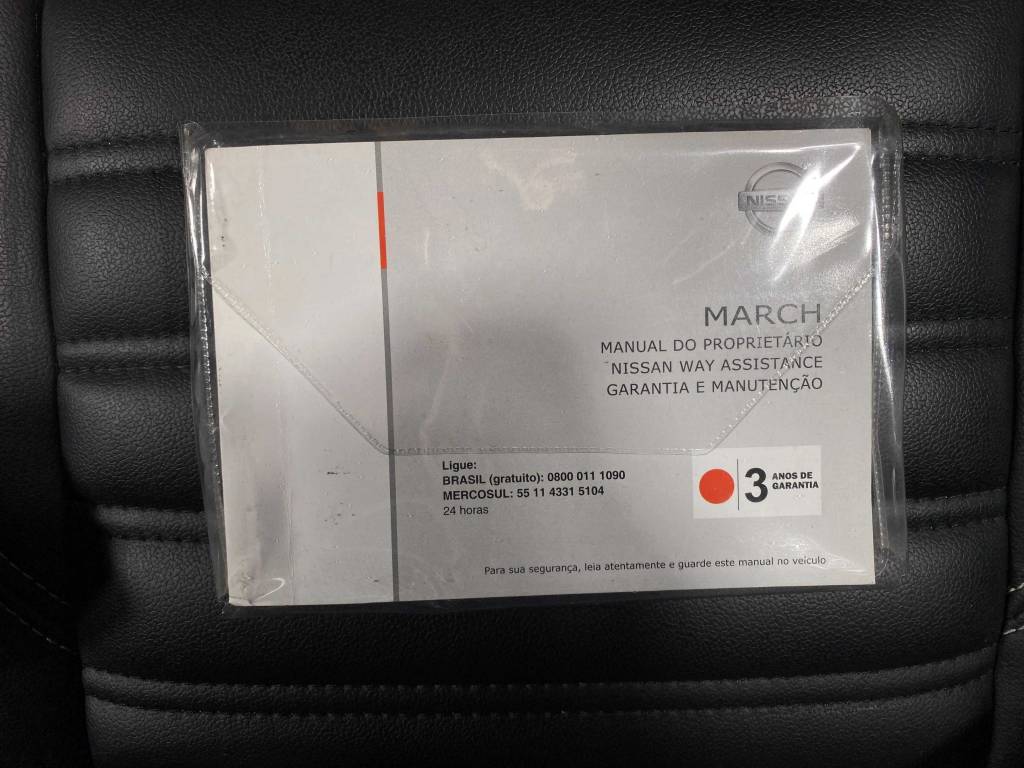 NISSAN
MARCH
MANUAL DO PROPRIETÁRIO
NISSAN WAY ASSISTANCE
GARANTIA E MANUTENÇÃO
Ligue:
BRASIL (gratuito): 0800 011 1090
MERCOSUL: 55 11 4331 5104
24 horas
3 ANOS DE
GARANTIA
Para sua segurança, leia atentamente e guarde este manual no veículo